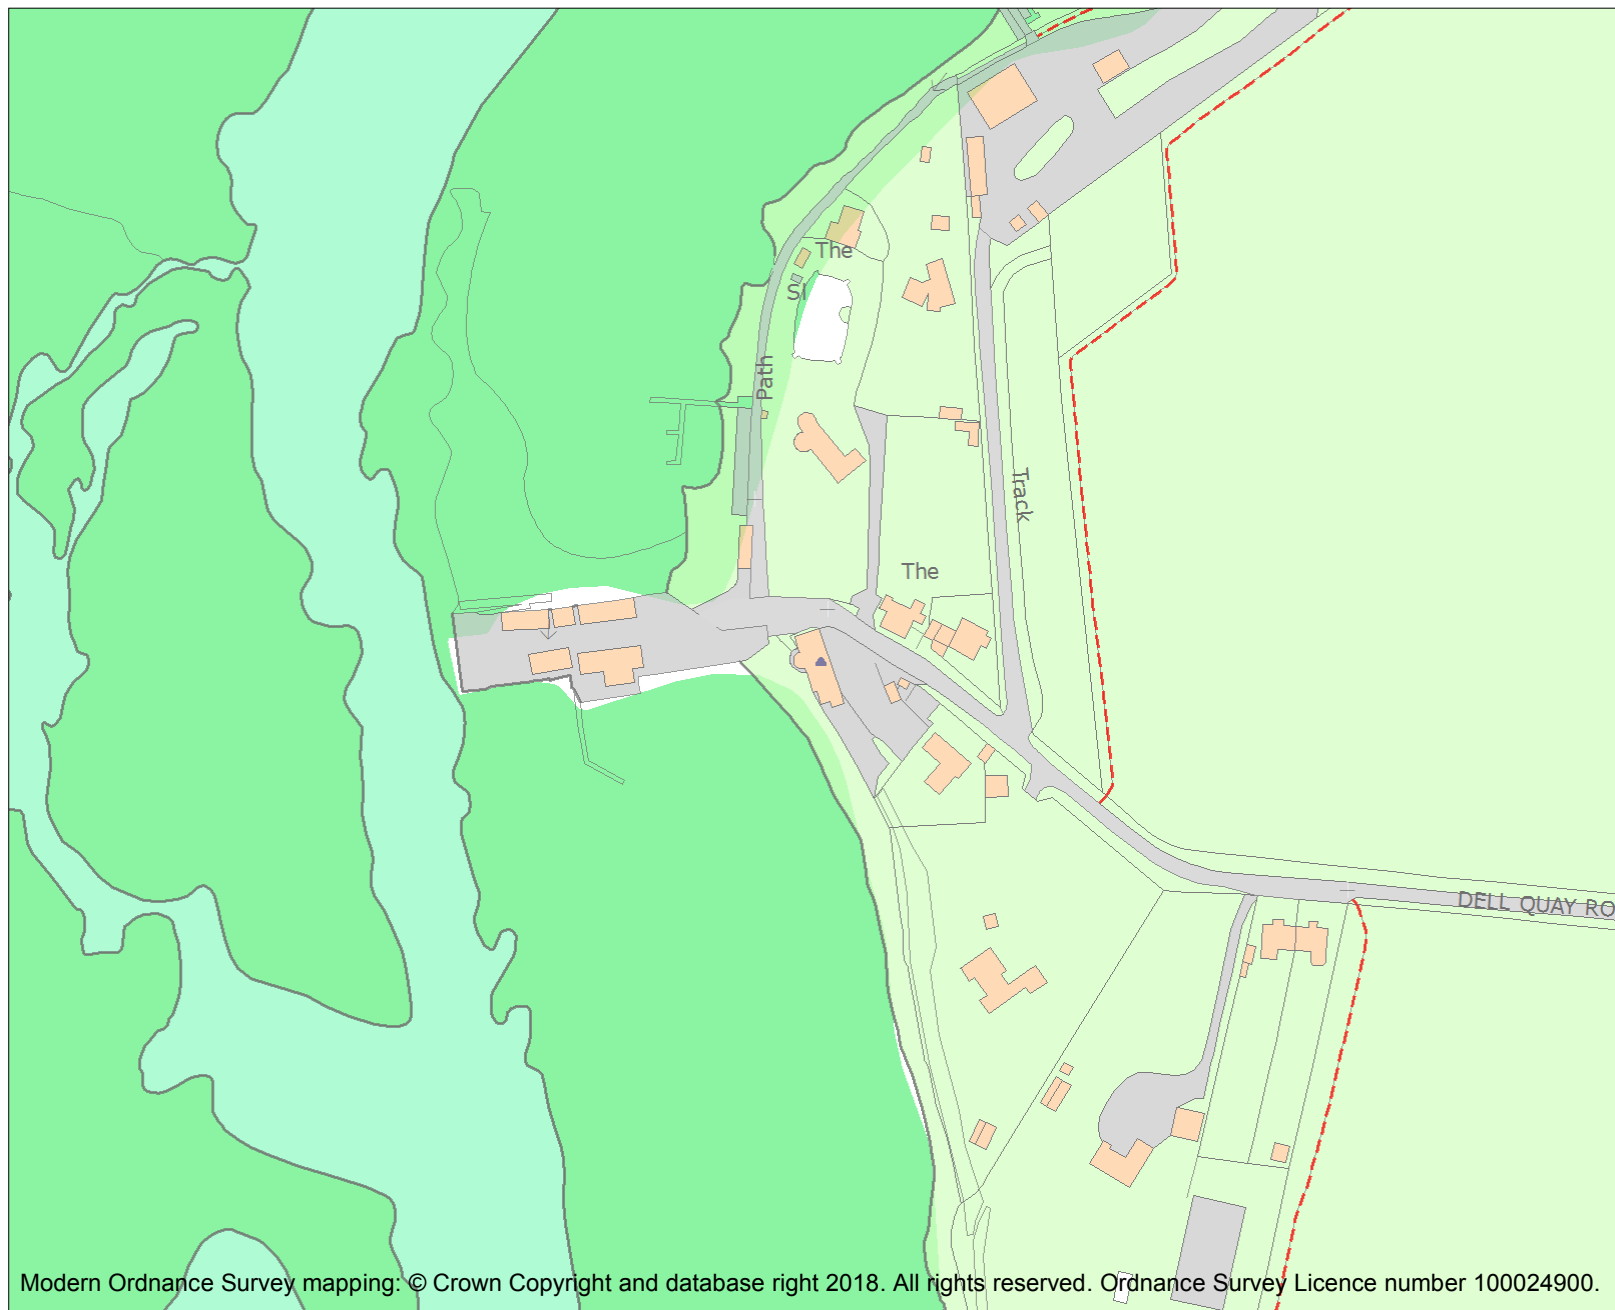 The
Sl
Path
Track
The
DELL QUAY RO
Modern Ordnance Survey mapping: © Crown Copyright and database right 2018. All rights reserved. Ordnance Survey Licence number 100024900.